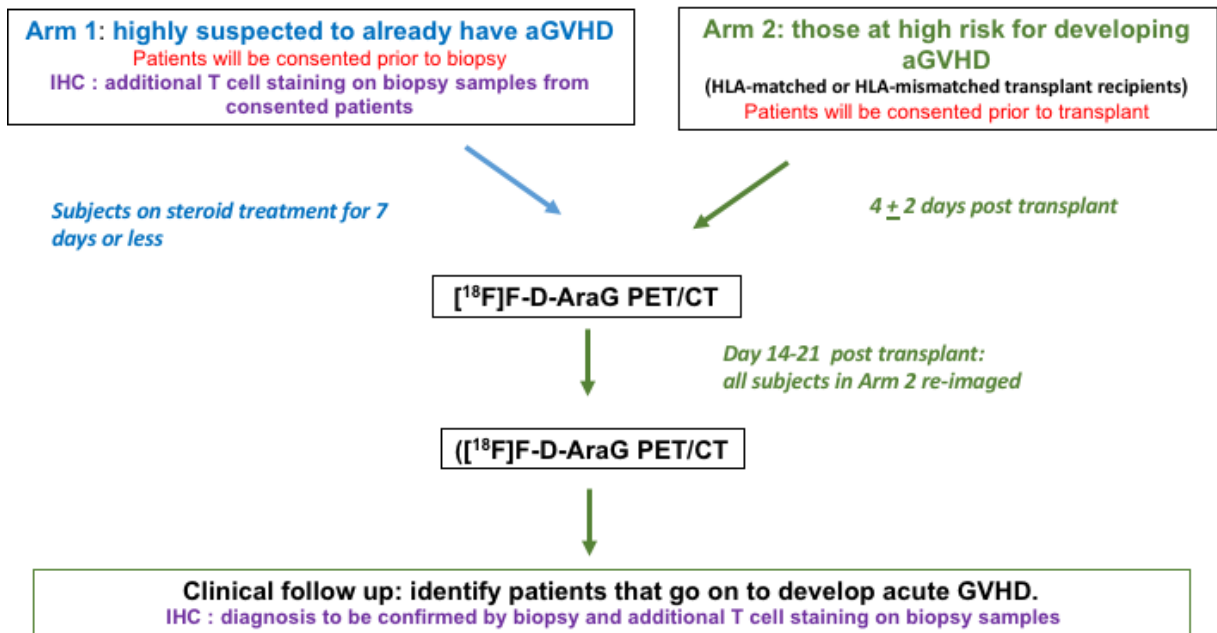 Arm 1: highly suspected to already have aGVHD
Patients will be consented prior to biopsy
IHC : additional T cell staining on biopsy samples from
consented patients
Arm 2: those at high risk for developing
aGVHD
(HLA-matched or HLA-mismatched transplant recipients)
Patients will be consented prior to transplant
Subjects on steroid treatment for 7
days or less
4 ± 2 days post transplant
[¹⁸F]F-D-AraG PET/CT
Day 14-21 post transplant:
all subjects in Arm 2 re-imaged
([¹⁸F]F-D-AraG PET/CT
Clinical follow up: identify patients that go on to develop acute GVHD.
IHC : diagnosis to be confirmed by biopsy and additional T cell staining on biopsy samples